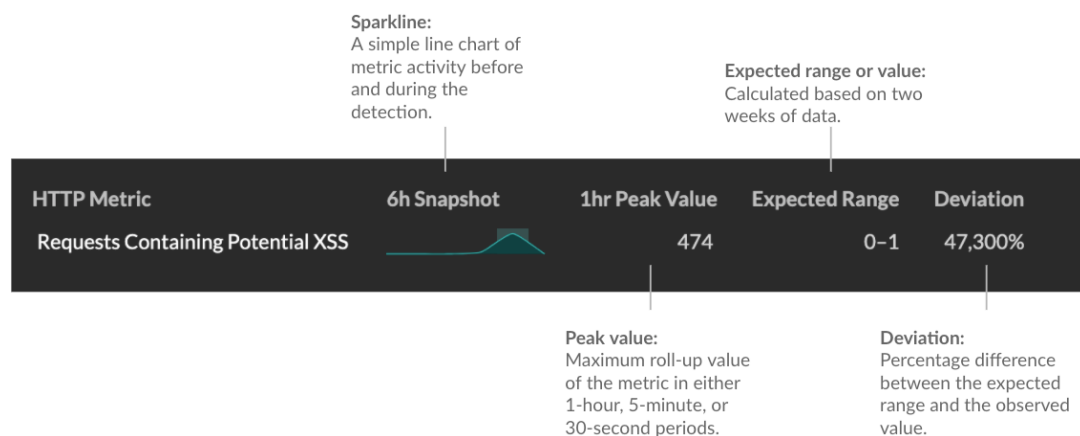 Sparkline:
A simple line chart of
metric activity before
and during the
detection.
Expected range or value:
Calculated based on two
weeks of data.
HTTP Metric
6h Snapshot
1hr Peak Value
Expected Range
Deviation
Requests Containing Potential XSS
474
0–1
47,300%
Peak value:
Maximum roll-up value
of the metric in either
1-hour, 5-minute, or
30-second periods.
Deviation:
Percentage difference
between the expected
range and the observed
value.